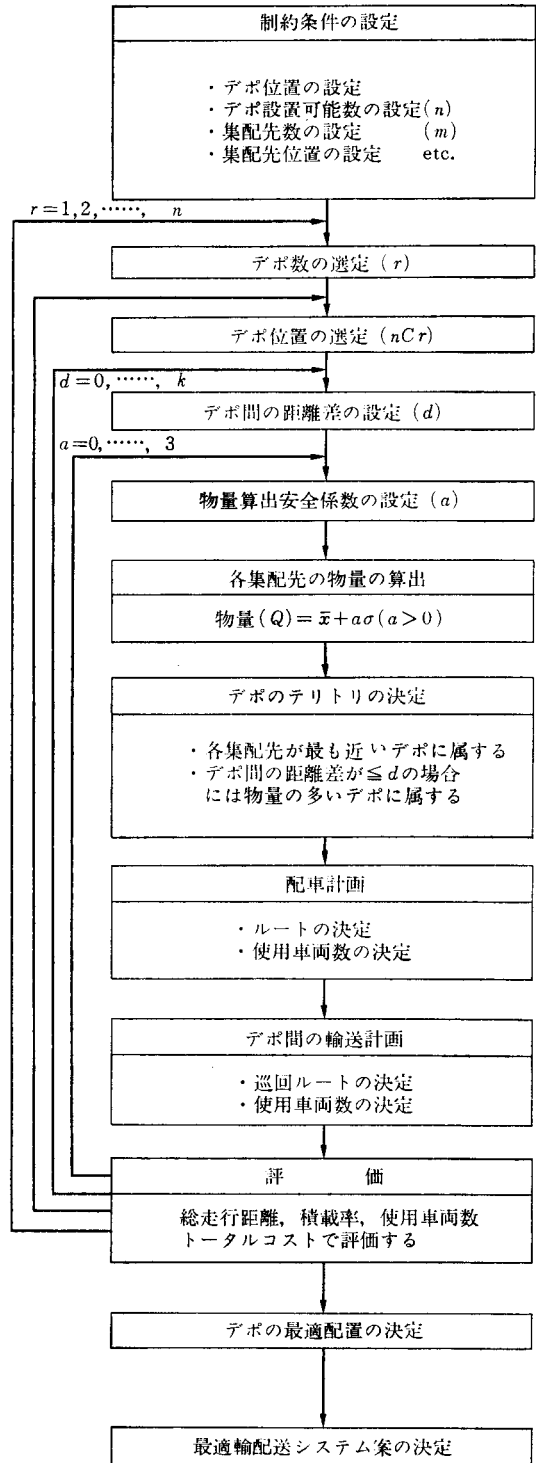 制約条件の設定
・デポ位置の設定
・デポ設置可能数の設定(n)
・集配先数の設定 (m)
・集配先位置の設定 etc.
r=1,2,……, n
デポ数の選定 (r)
デポ位置の選定 (nCr)
d=0,……, k
デポ間の距離差の設定 (d)
a=0,……, 3
物量算出安全係数の設定 (a)
各集配先の物量の算出
物量(Q)=x̄+aσ(a>0)
デポのテリトリの決定
・各集配先が最も近いデポに属する
・デポ間の距離差が≦dの場合
には物量の多いデポに属する
配車計画
・ルートの決定
・使用車両数の決定
デポ間の輸送計画
・巡回ルートの決定
・使用車両数の決定
評 価
総走行距離, 積載率, 使用車両数
トータルコストで評価する
デポの最適配置の決定
最適輸配送システム案の決定